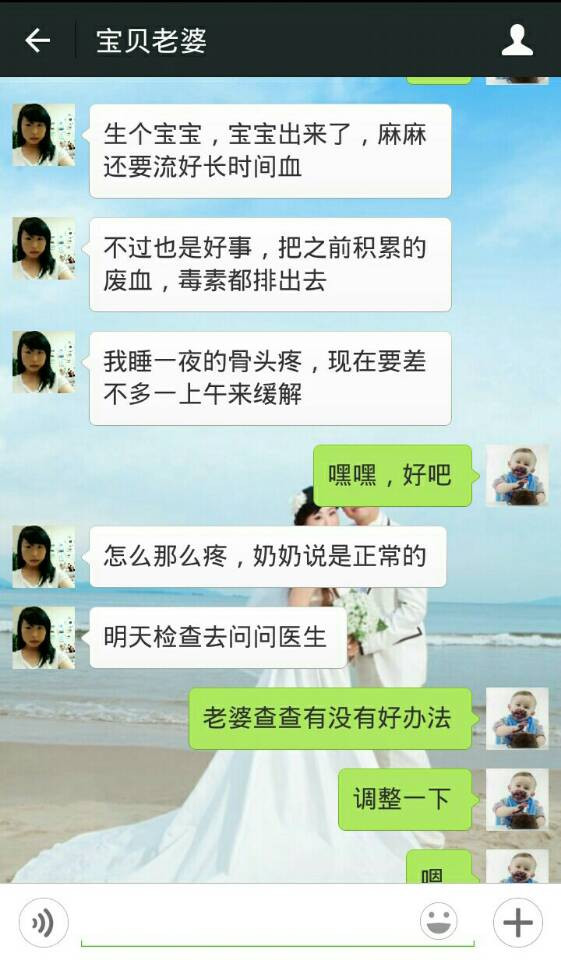 宝贝老婆
生个宝宝，宝宝出来了，麻麻
还要流好长时间血
不过也是好事，把之前积累的
废血，毒素都排出去
我睡一夜的骨头疼，现在要差
不多一上午来缓解
嘿嘿，好吧
怎么那么疼，奶奶说是正常的
明天检查去问问医生
老婆查查有没有好办法
调整一下
嗯